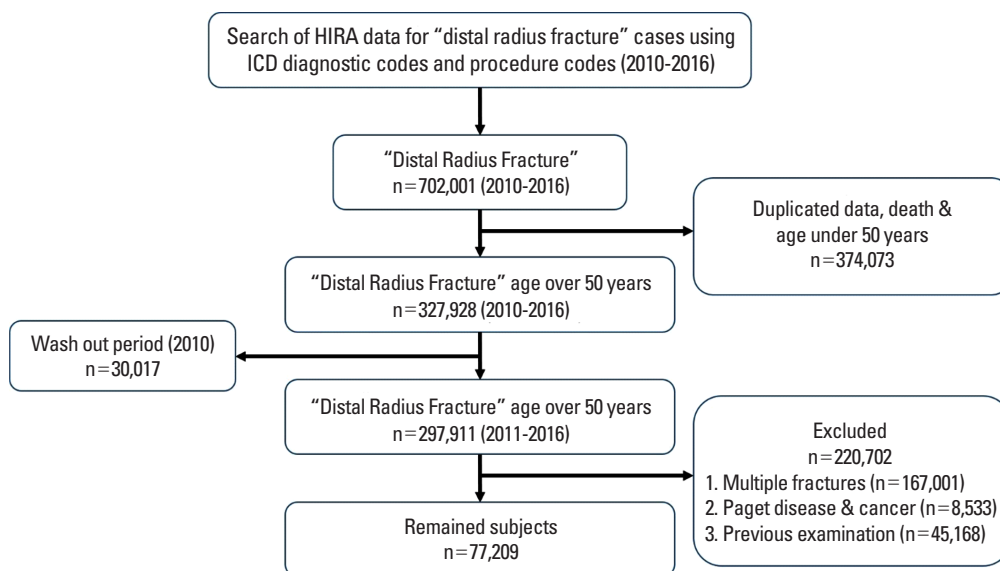 Search of HIRA data for “distal radius fracture” cases using
ICD diagnostic codes and procedure codes (2010-2016)
“Distal Radius Fracture”
n=702,001 (2010-2016)
Duplicated data, death &
age under 50 years
n=374,073
“Distal Radius Fracture” age over 50 years
n=327,928 (2010-2016)
Wash out period (2010)
n=30,017
“Distal Radius Fracture” age over 50 years
n=297,911 (2011-2016)
Excluded
n=220,702
1. Multiple fractures (n=167,001)
2. Paget disease & cancer (n=8,533)
3. Previous examination (n=45,168)
Remained subjects
n=77,209